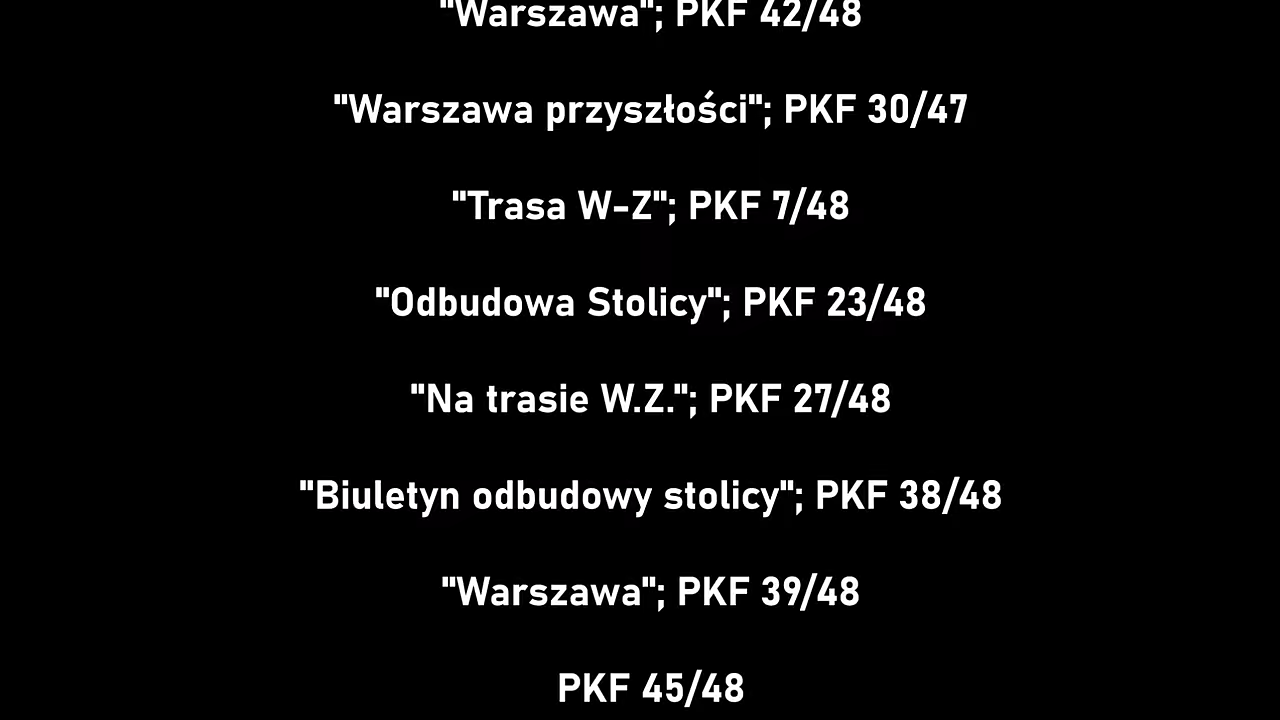 "Warszawa"; PKF 42/48
"Warszawa przyszłości"; PKF 30/47
"Trasa W-Z"; PKF 7/48
"Odbudowa Stolicy"; PKF 23/48
"Na trasie W.Z."; PKF 27/48
"Biuletyn odbudowy stolicy"; PKF 38/48
"Warszawa"; PKF 39/48
PKF 45/48